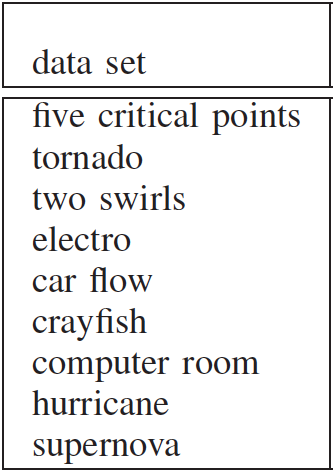 data set
five critical points
tornado
two swirls
electro
car flow
crayfish
computer room
hurricane
supernova